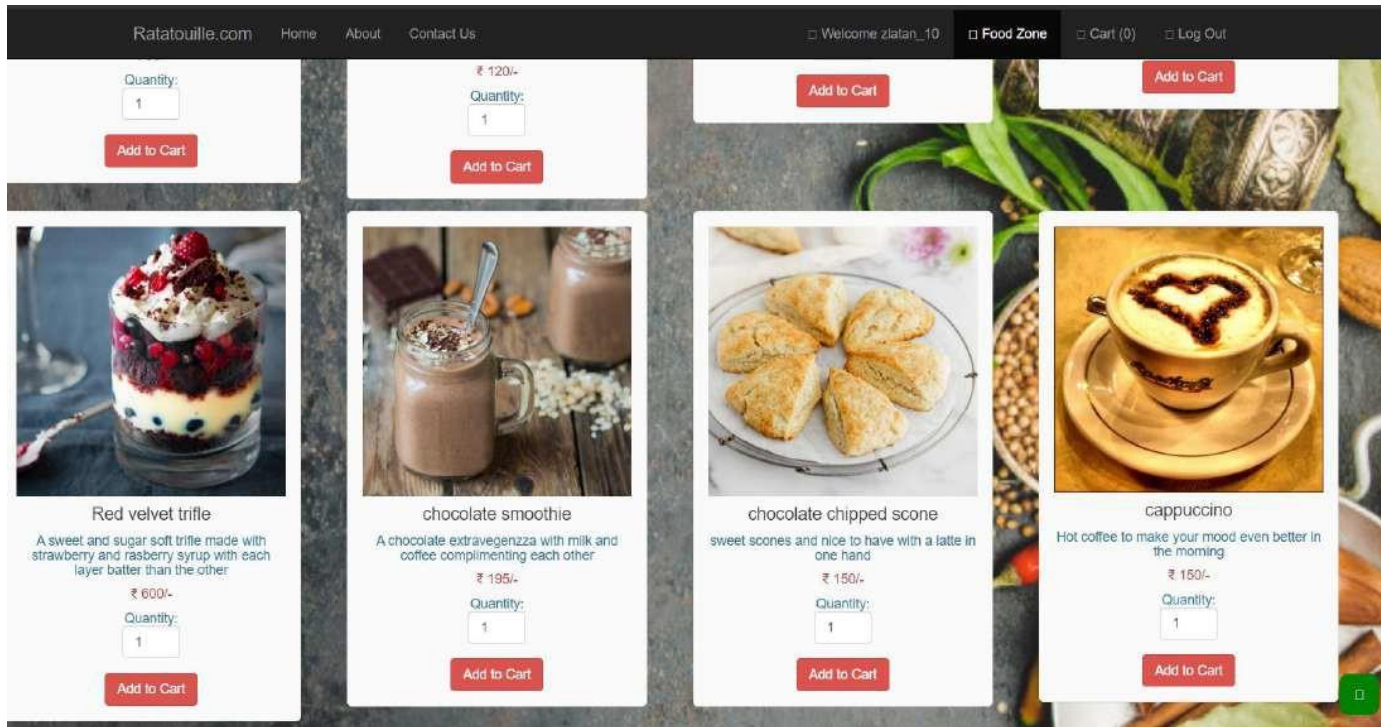 Ratatouille.com Home About Contact Us Welcome zlatan_10 Food Zone Cart (0) Log Out
Quantity:
1
Add to Cart
₹ 120/-
Quantity:
1
Add to Cart
Add to Cart
Add to Cart
Red velvet trifle
A sweet and sugar soft trifle made with
strawberry and rasberry syrup with each
layer batter than the other
₹ 600/-
Quantity:
1
Add to Cart
chocolate smoothie
A chocolate extravegenzza with milk and
coffee complimenting each other
₹ 195/-
Quantity:
1
Add to Cart
chocolate chipped scone
sweet scones and nice to have with a latte in
one hand
₹ 150/-
Quantity:
1
Add to Cart
cappuccino
Hot coffee to make your mood even better in
the morning
₹ 150/-
Quantity:
1
Add to Cart